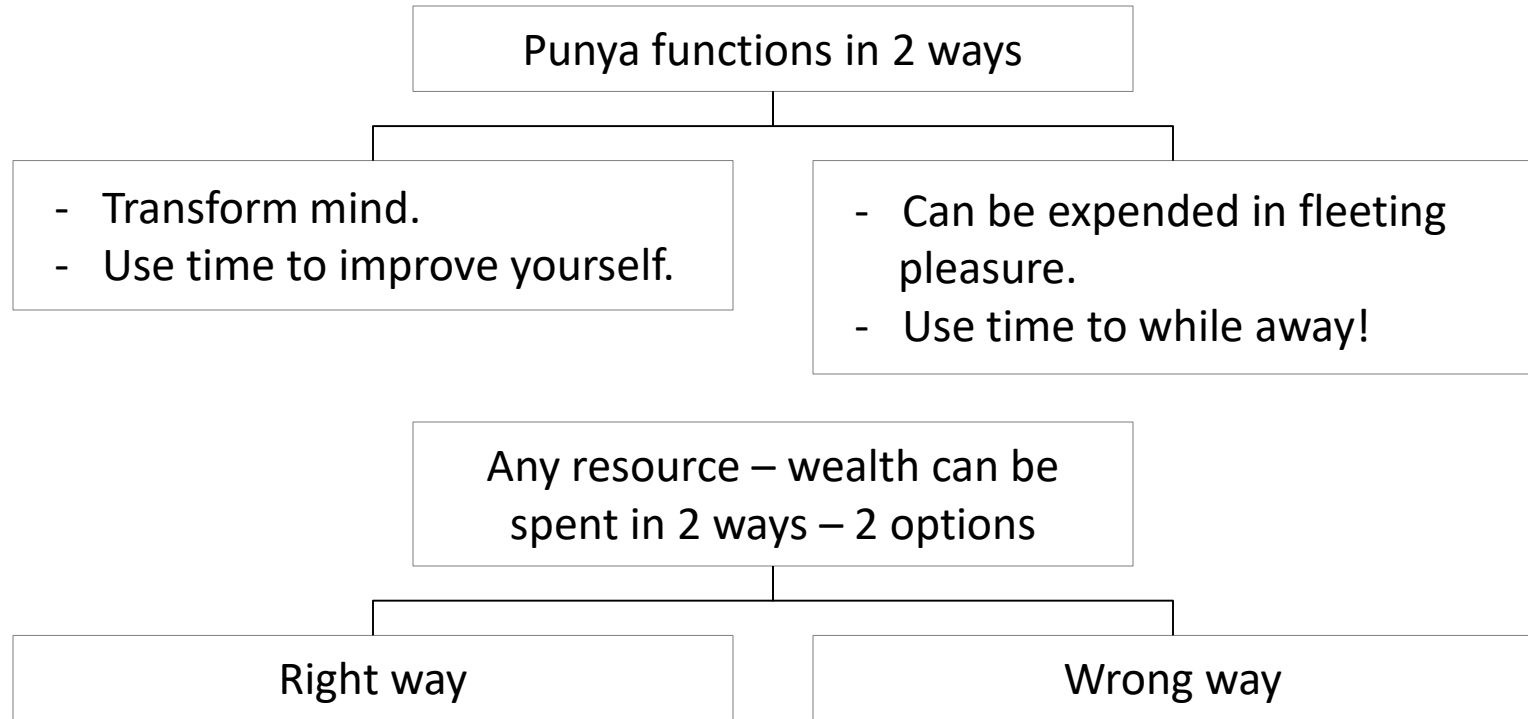 Punya functions in 2 ways
- Transform mind.
- Use time to improve yourself.
- Can be expended in fleeting
pleasure.
- Use time to while away!
Any resource – wealth can be
spent in 2 ways – 2 options
Right way
Wrong way